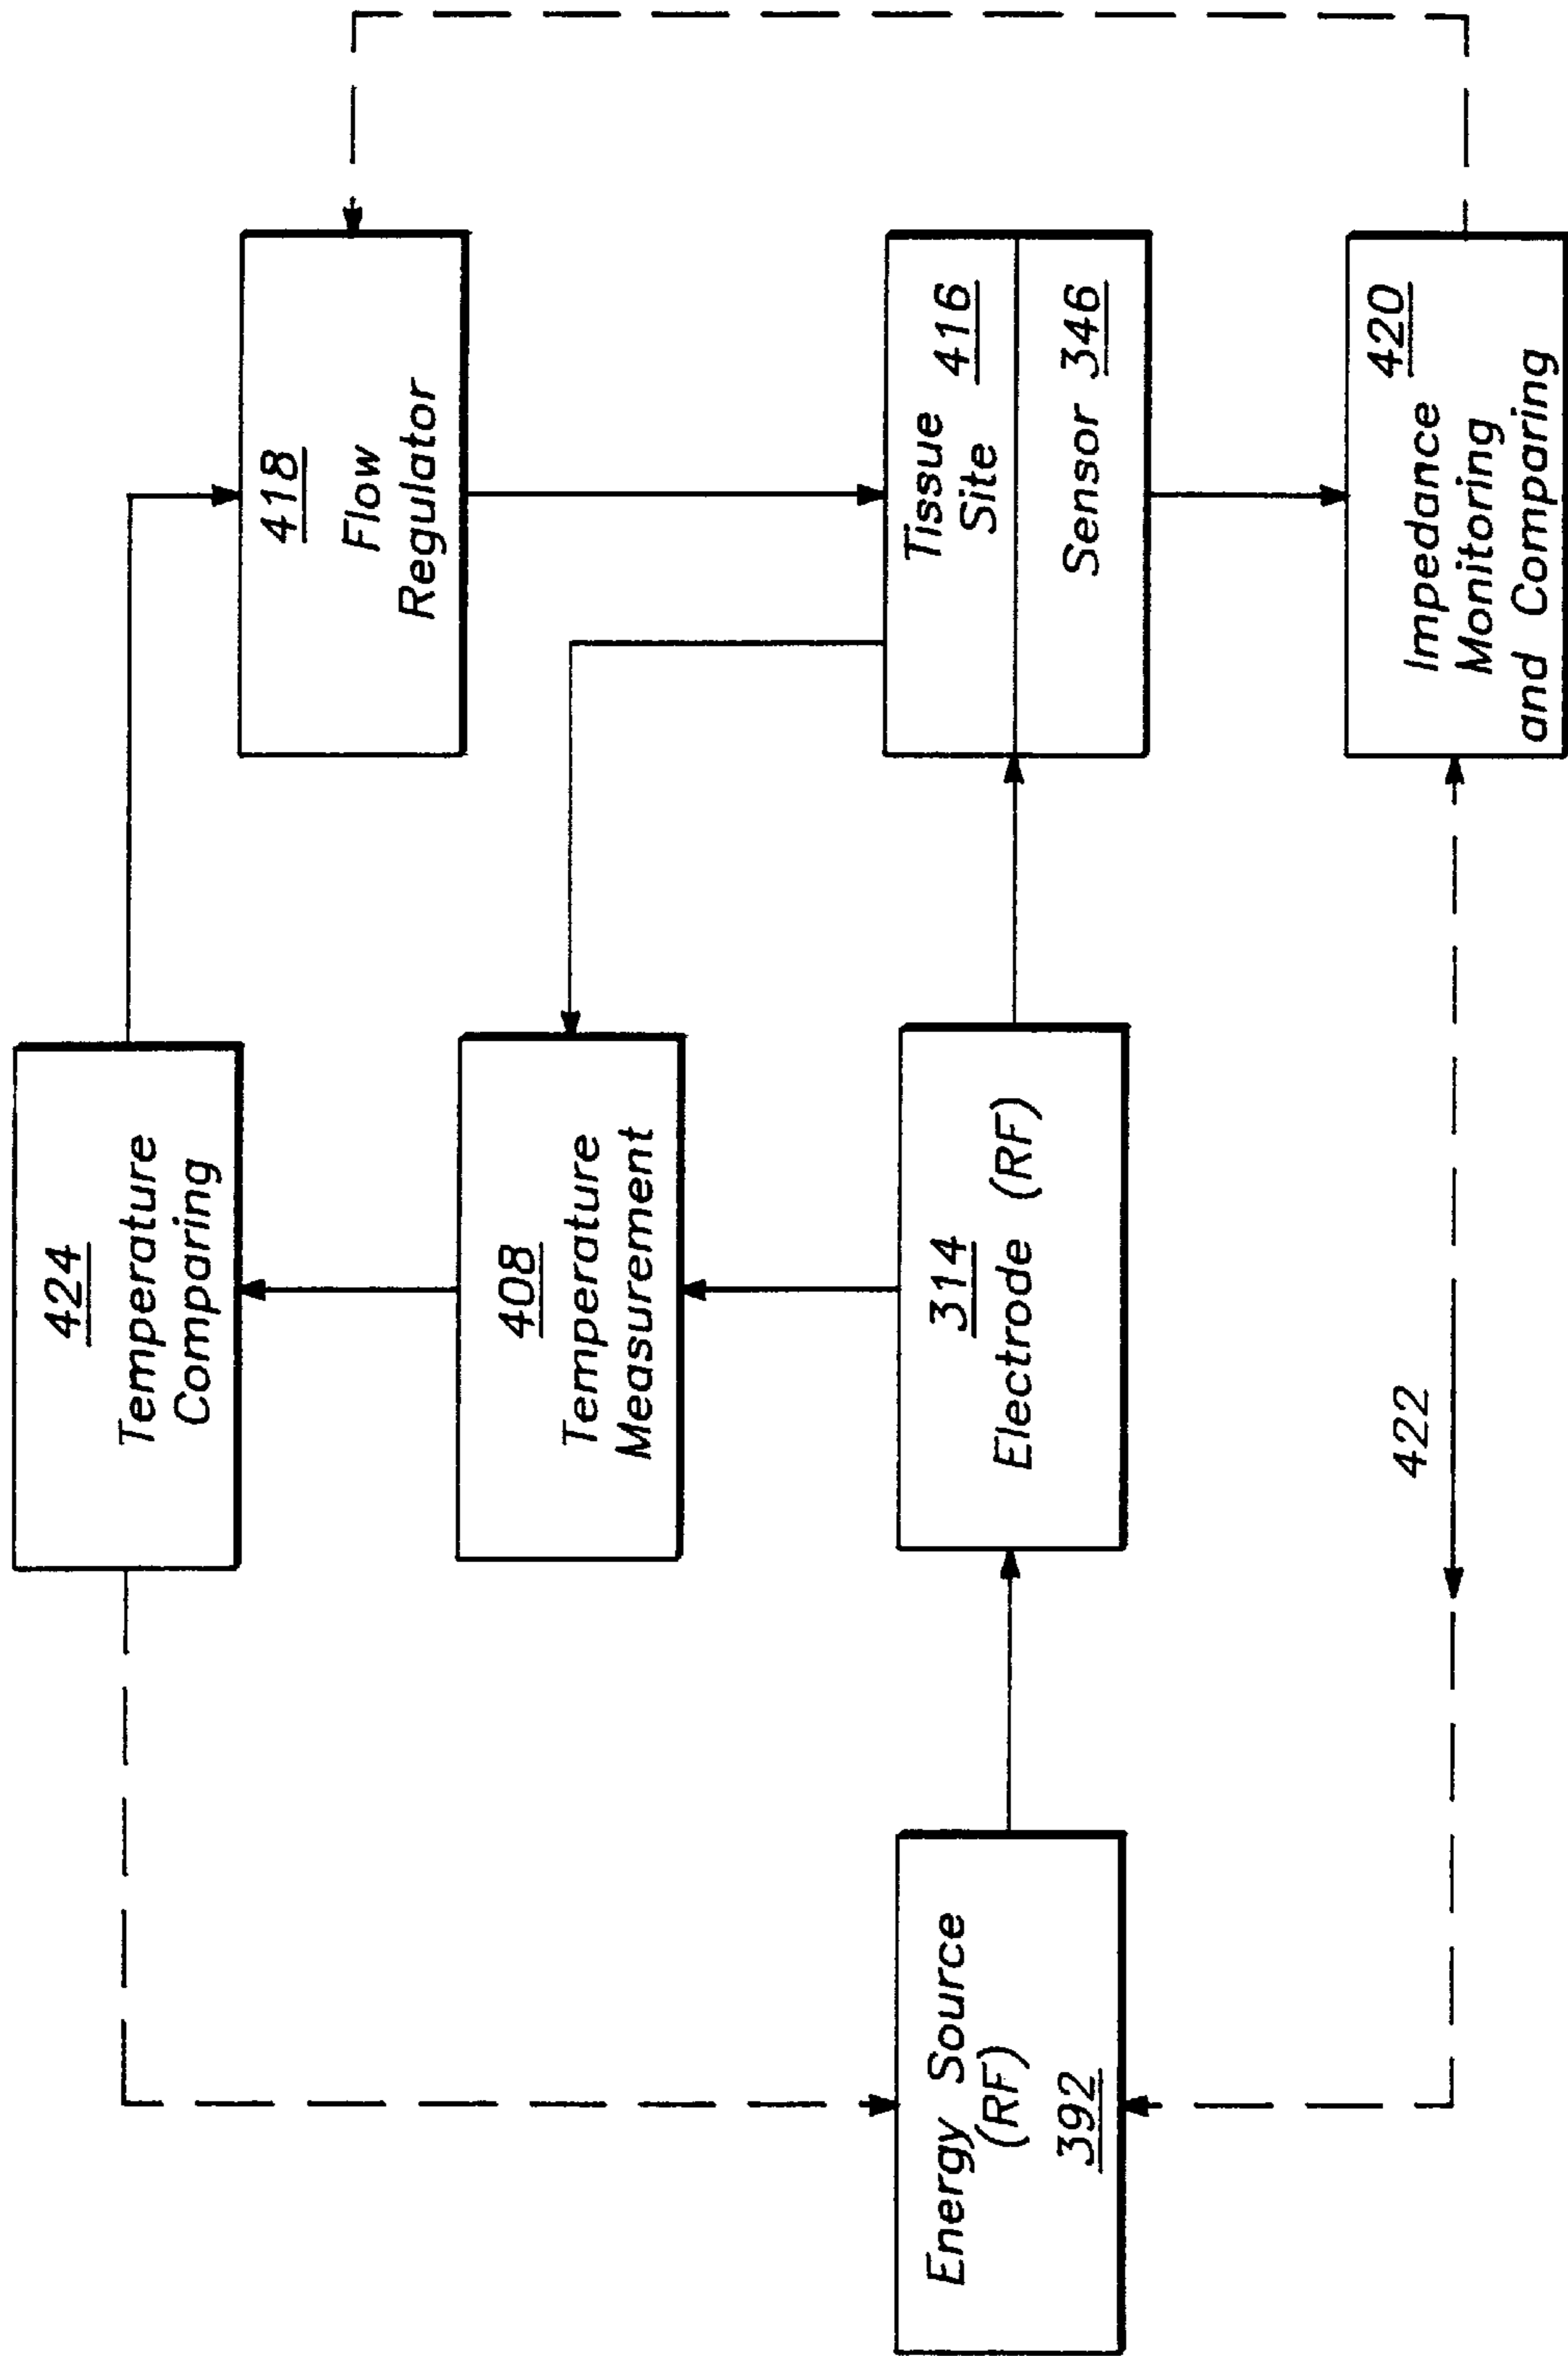 424
Temperature
Comparing
408
Temperature
Measurement
418
Flow
Regulator
Energy Source
(RF)
392
314
Electrode (RF)
Tissue
Site 416
Sensor 346
422
420
Impedance
Monitoring
and Comparing